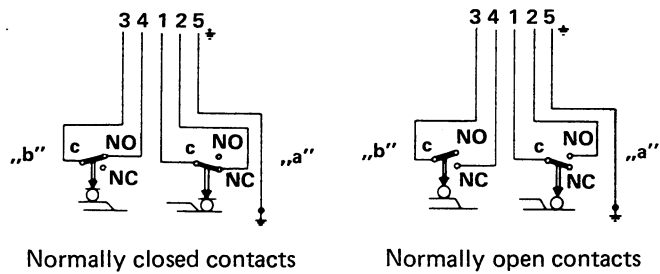 3 4 1 2 5
3 4 1 2 5
„b” c NO NO c NC NC „a”
„b” c NO NO c NC NC „a”
Normally closed contacts
Normally open contacts